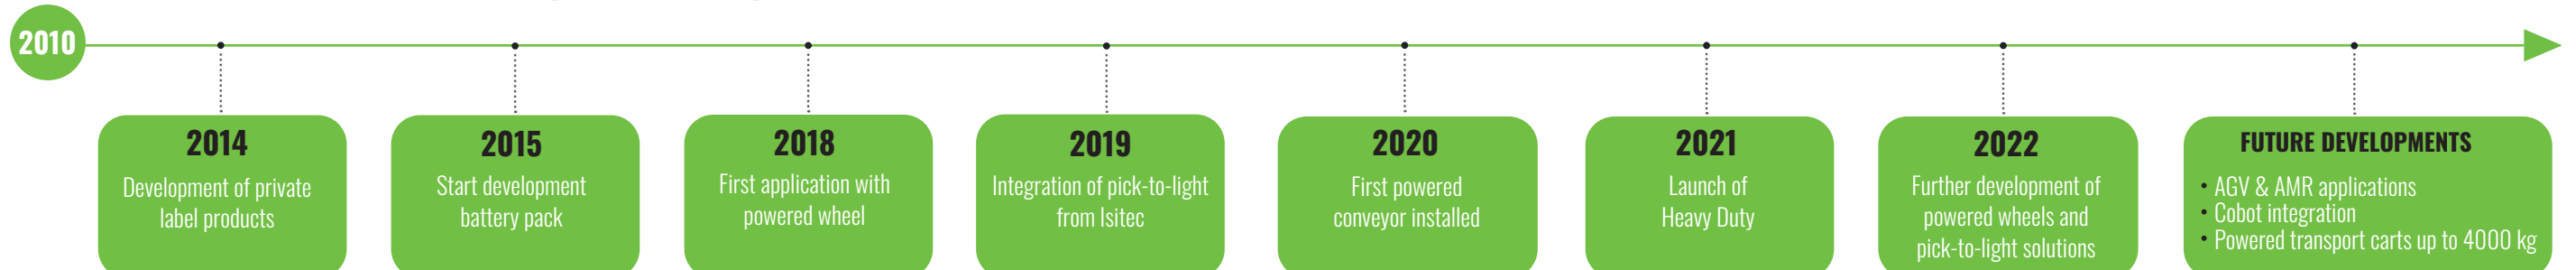 2010
2014
Development of private
label products
2015
Start development
battery pack
2018
First application with
powered wheel
2019
Integration of pick-to-light
from Isitec
2020
First powered
conveyor installed
2021
Launch of
Heavy Duty
2022
Further development of
powered wheels and
pick-to-light solutions
FUTURE DEVELOPMENTS
• AGV & AMR applications
• Cobot integration
• Powered transport carts up to 4000 kg